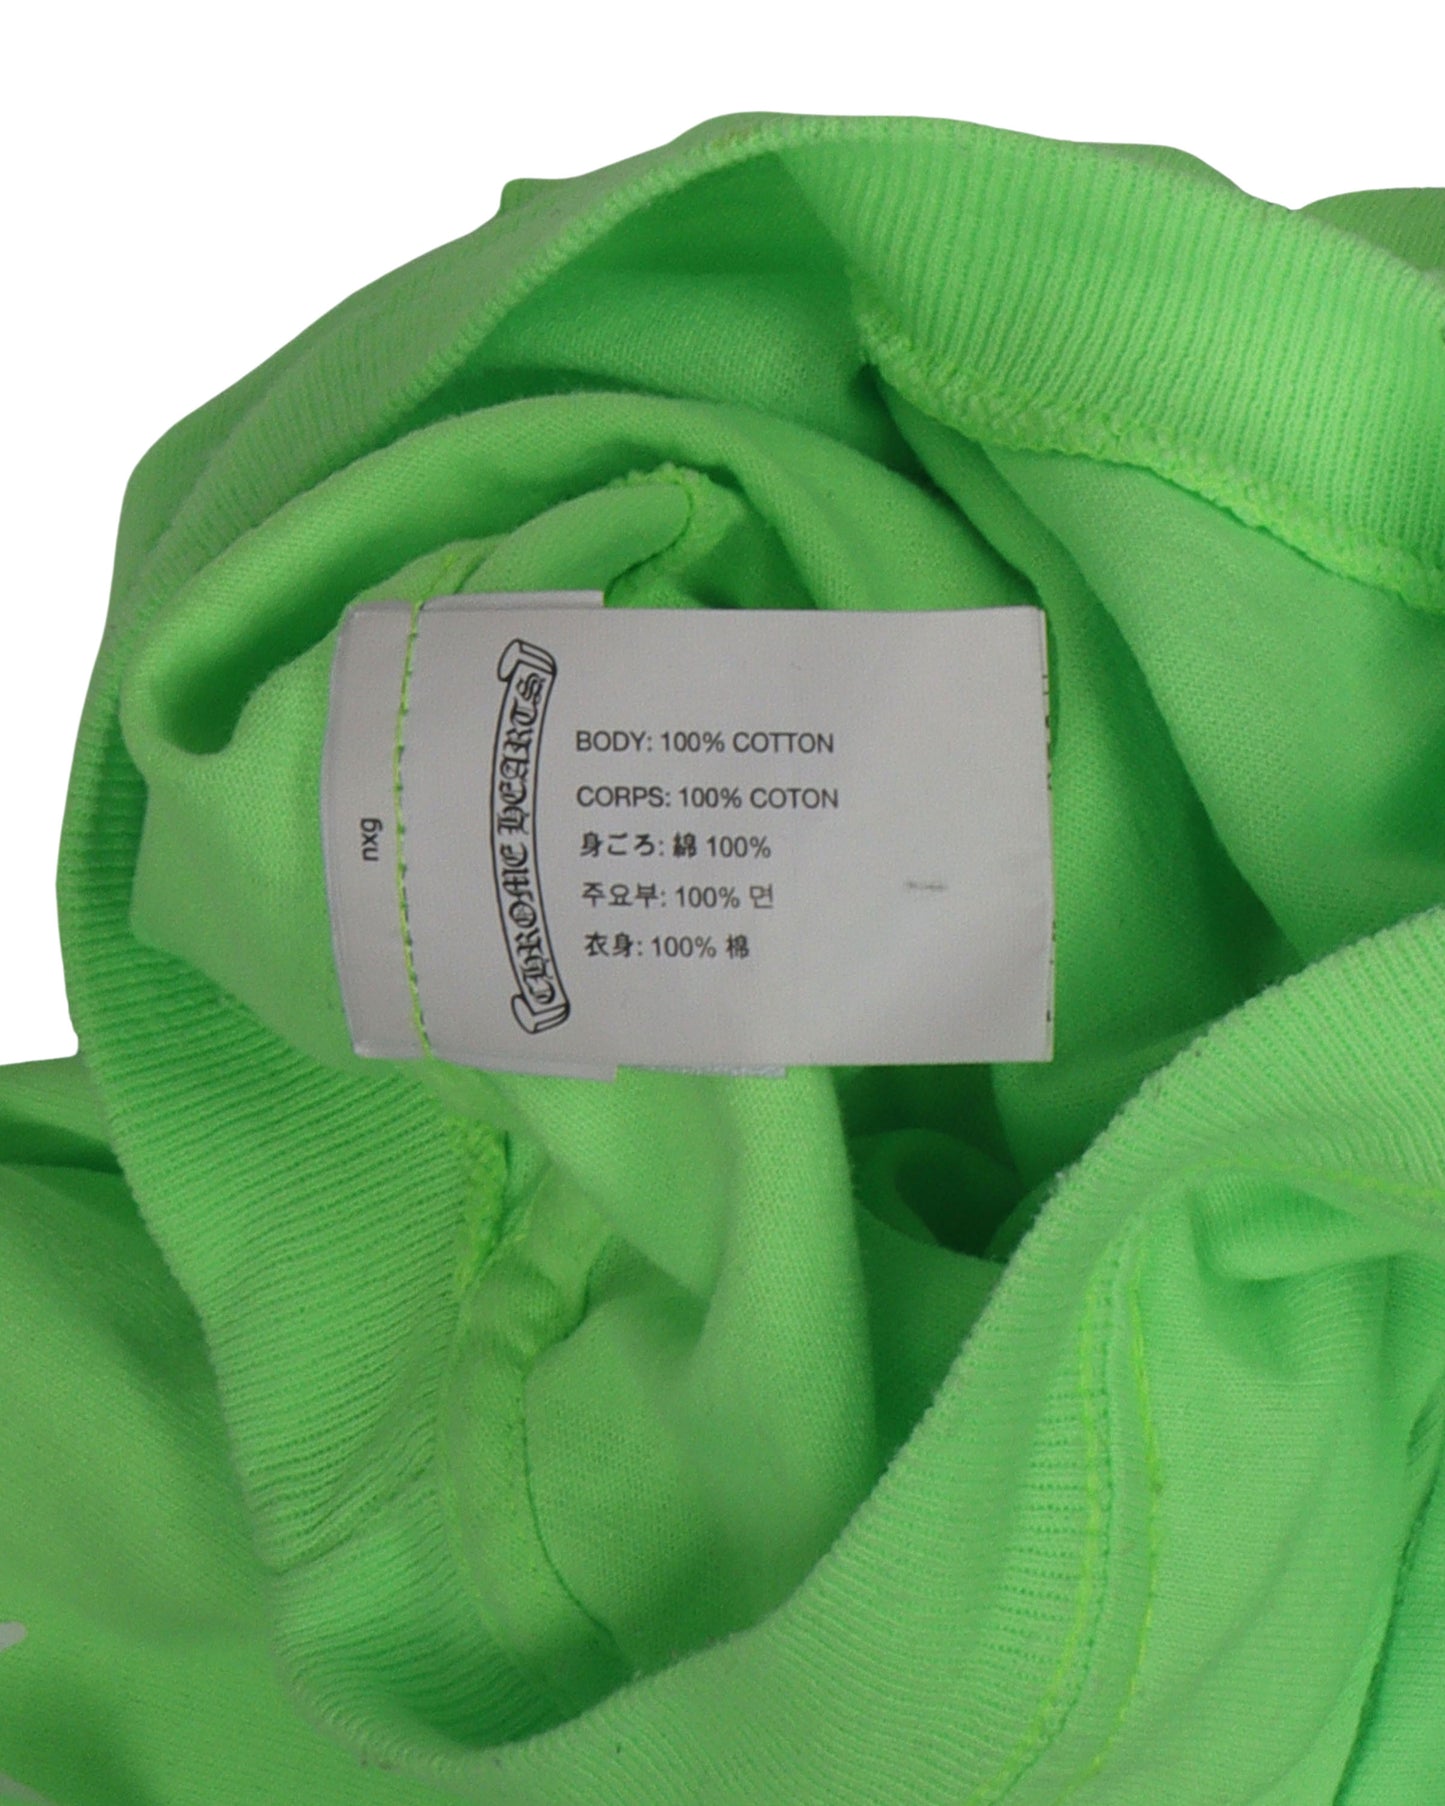 nxg
CHROME HEARTS
BODY: 100% COTTON
CORPS: 100% COTON
身ごろ: 綿 100%
주요부: 100% 면
衣身: 100% 棉